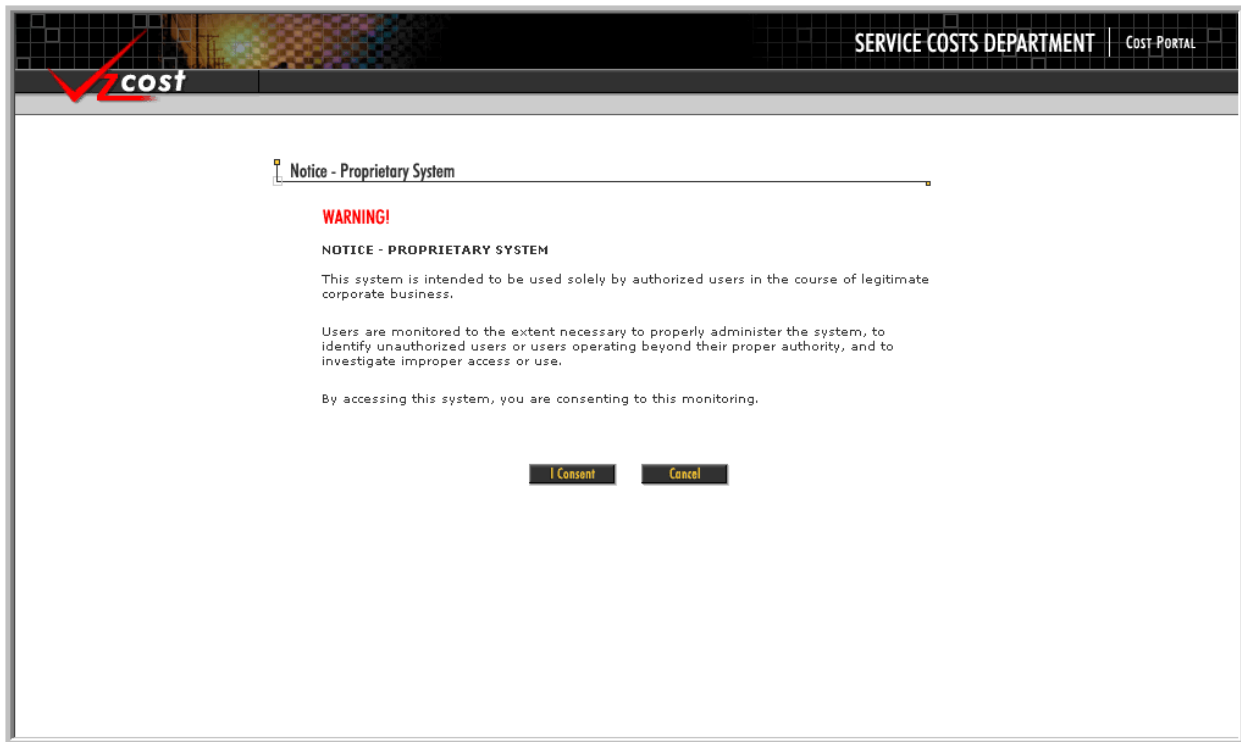 SERVICE COSTS DEPARTMENT | COST PORTAL
Vzcost
Notice - Proprietary System
WARNING!
NOTICE - PROPRIETARY SYSTEM
This system is intended to be used solely by authorized users in the course of legitimate
corporate business.
Users are monitored to the extent necessary to properly administer the system, to
identify unauthorized users or users operating beyond their proper authority, and to
investigate improper access or use.
By accessing this system, you are consenting to this monitoring.
I Consent Cancel